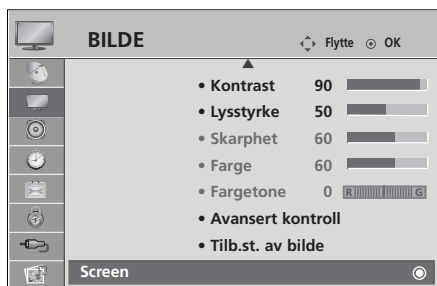 BILDE Flytte OK
• Kontrast 90
• Lysstyrke 50
• Skarphet 60
• Farge 60
• Fargetone 0 R G
• Avansert kontroll
• Tilb.st. av bilde
Screen